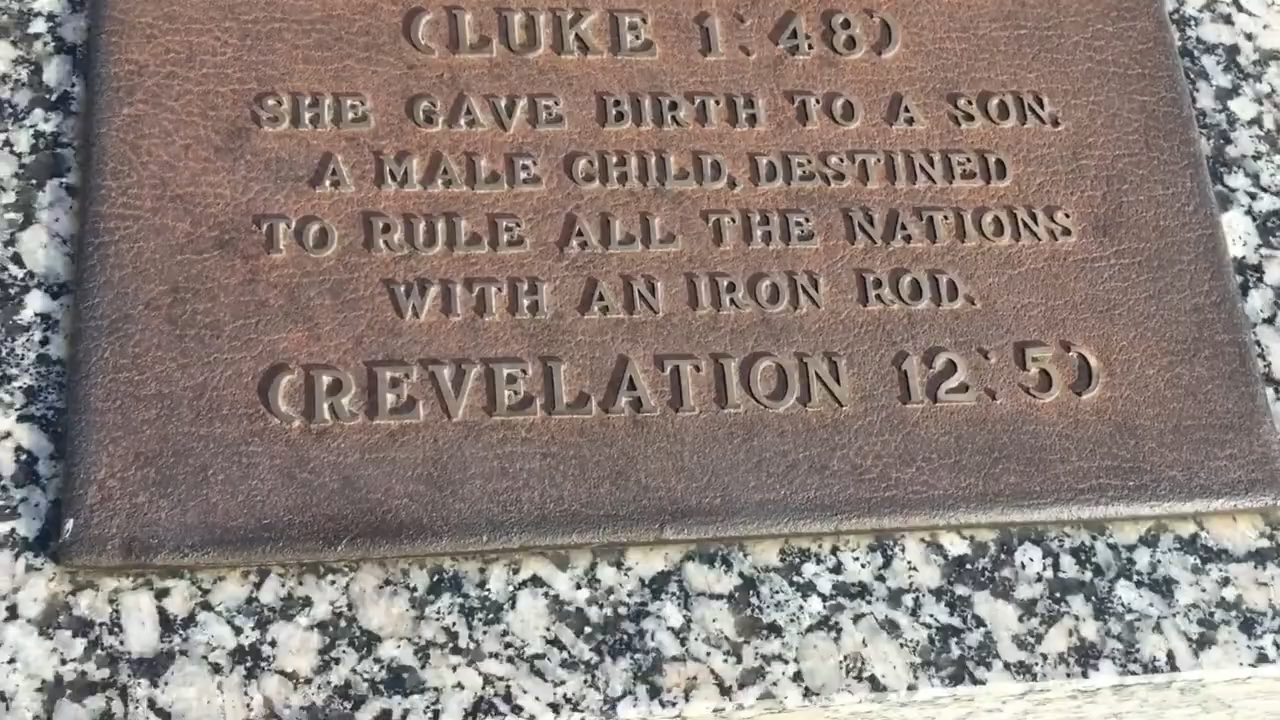 (LUKE 1:48)
SHE GAVE BIRTH TO A SON,
A MALE CHILD, DESTINED
TO RULE ALL THE NATIONS
WITH AN IRON ROD.
(REVELATION 12:5)